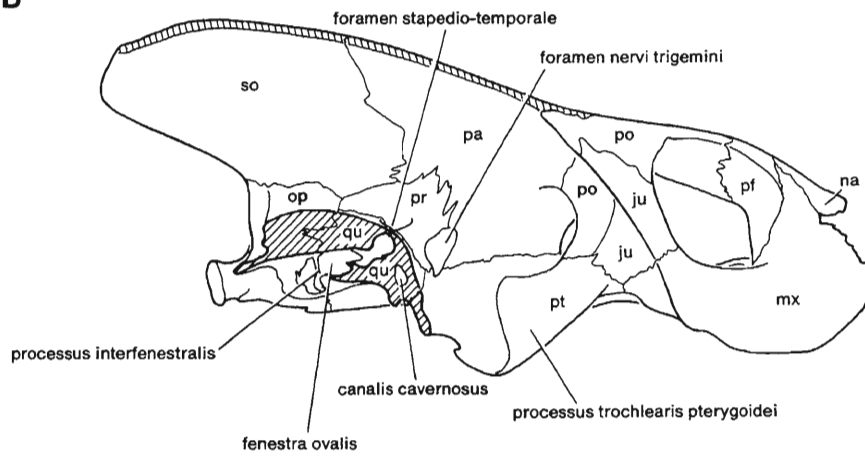 foramen stapedio-temporale
foramen nervi trigemini
so
pa
po
na
op
pr
po
ju
pf
qu
qu
ju
pt
mx
processus interfenestralis
canalis cavernosus
processus trochlearis pterygoidei
fenestra ovalis